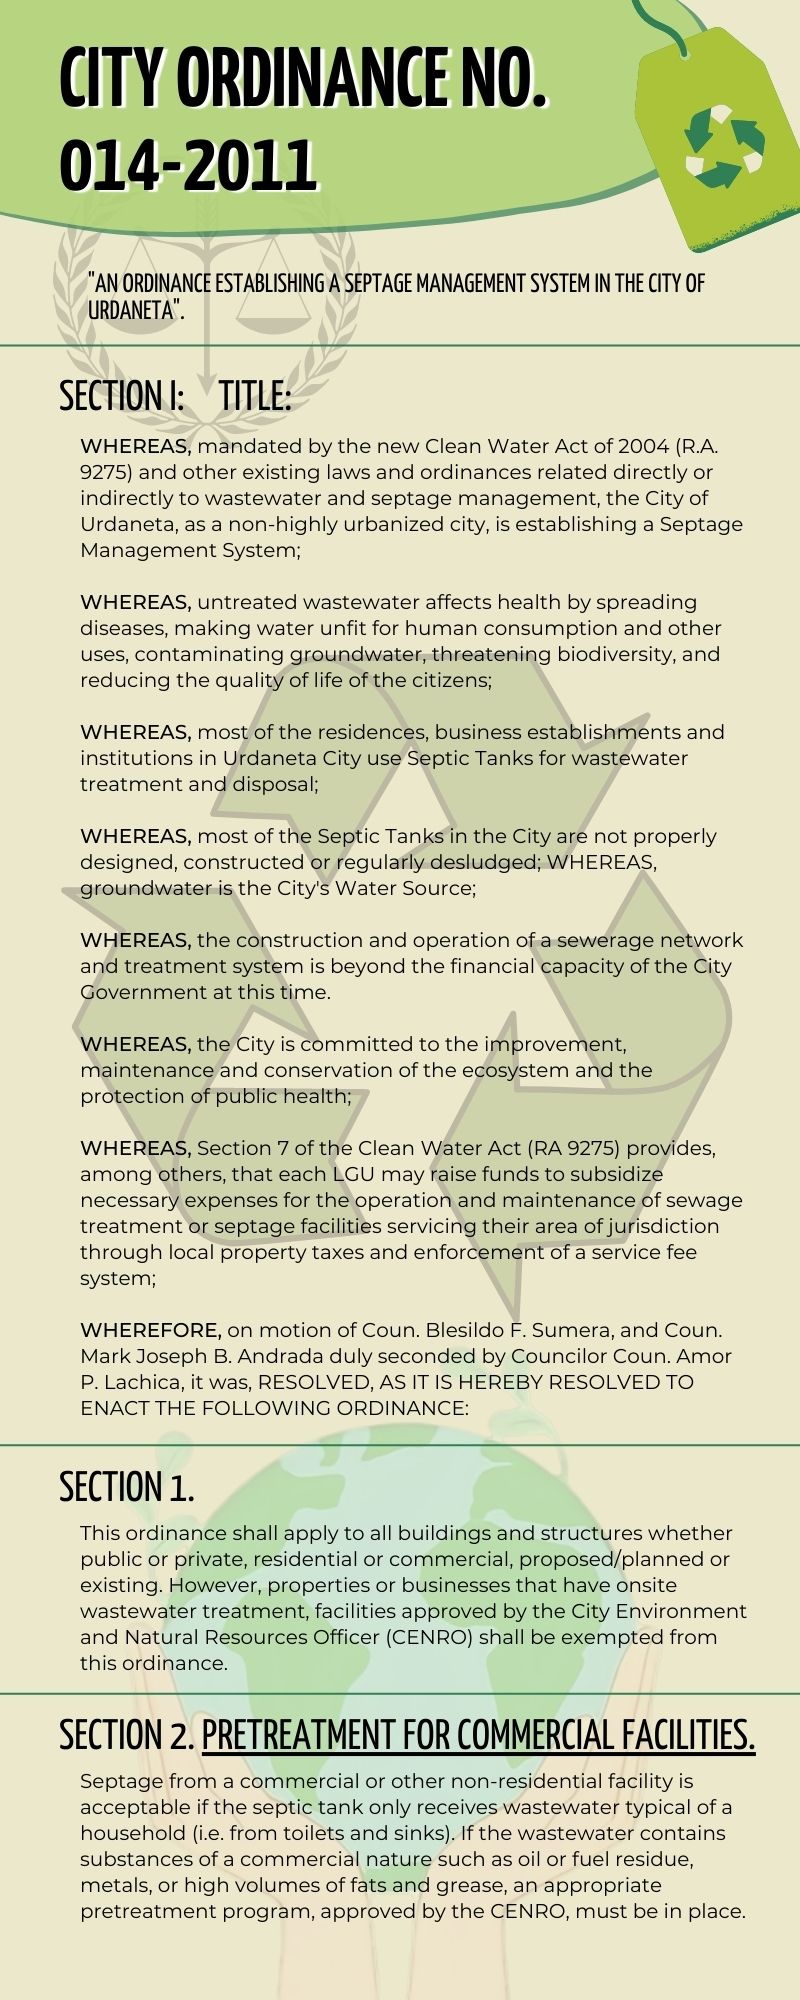 CITY ORDINANCE NO.
014-2011
"AN ORDINANCE ESTABLISHING A SEPTAGE MANAGEMENT SYSTEM IN THE CITY OF
URDANETA".
SECTION I: TITLE:
WHEREAS, mandated by the new Clean Water Act of 2004 (R.A.
9275) and other existing laws and ordinances related directly or
indirectly to wastewater and septage management, the City of
Urdaneta, as a non-highly urbanized city, is establishing a Septage
Management System;
WHEREAS, untreated wastewater affects health by spreading
diseases, making water unfit for human consumption and other
uses, contaminating groundwater, threatening biodiversity, and
reducing the quality of life of the citizens;
WHEREAS, most of the residences, business establishments and
institutions in Urdaneta City use Septic Tanks for wastewater
treatment and disposal;
WHEREAS, most of the Septic Tanks in the City are not properly
designed, constructed or regularly desludged; WHEREAS,
groundwater is the City's Water Source;
WHEREAS, the construction and operation of a sewerage network
and treatment system is beyond the financial capacity of the City
Government at this time.
WHEREAS, the City is committed to the improvement,
maintenance and conservation of the ecosystem and the
protection of public health;
WHEREAS, Section 7 of the Clean Water Act (RA 9275) provides,
among others, that each LGU may raise funds to subsidize
necessary expenses for the operation and maintenance of sewage
treatment or septage facilities servicing their area of jurisdiction
through local property taxes and enforcement of a service fee
system;
WHEREFORE, on motion of Coun. Blesildo F. Sumera, and Coun.
Mark Joseph B. Andrada duly seconded by Councilor Coun. Amor
P. Lachica, it was, RESOLVED, AS IT IS HEREBY RESOLVED TO
ENACT THE FOLLOWING ORDINANCE:
SECTION 1.
This ordinance shall apply to all buildings and structures whether
public or private, residential or commercial, proposed/planned or
existing. However, properties or businesses that have onsite
wastewater treatment, facilities approved by the City Environment
and Natural Resources Officer (CENRO) shall be exempted from
this ordinance.
SECTION 2. PRETREATMENT FOR COMMERCIAL FACILITIES.
Septage from a commercial or other non-residential facility is
acceptable if the septic tank only receives wastewater typical of a
household (i.e. from toilets and sinks). If the wastewater contains
substances of a commercial nature such as oil or fuel residue,
metals, or high volumes of fats and grease, an appropriate
pretreatment program, approved by the CENRO, must be in place.